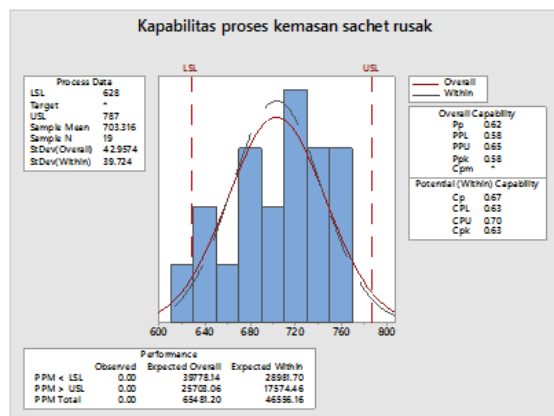 Kapabilitas proses kemasan sachet rusak
LSL
USL
Process Data
LSL 628
Target *
USL 787
Sample Mean 703.316
Sample N 19
StDev(Overall) 42.9574
StDev(Within) 39.724
Overall
Within
Overall Capability
Pp 0.62
PPL 0.58
PPU 0.65
Ppk 0.58
Cpm *
Potential (Within) Capability
Cp 0.67
CPL 0.63
CPU 0.70
Cpk 0.63
600 640 680 720 760 800
Performance
Observed Expected Overall Expected Within
PPM < LSL 0.00 39778.14 28981.70
PPM > USL 0.00 25703.06 17574.46
PPM Total 0.00 65481.20 46556.16